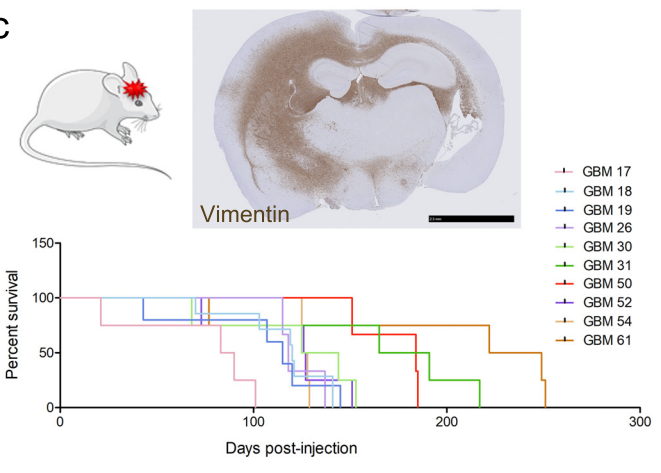 C
Vimentin
GBM 17
GBM 18
GBM 19
GBM 26
GBM 30
GBM 31
GBM 50
GBM 52
GBM 54
GBM 61
Percent survival
150
100
50
0
0
100
200
300
Days post-injection